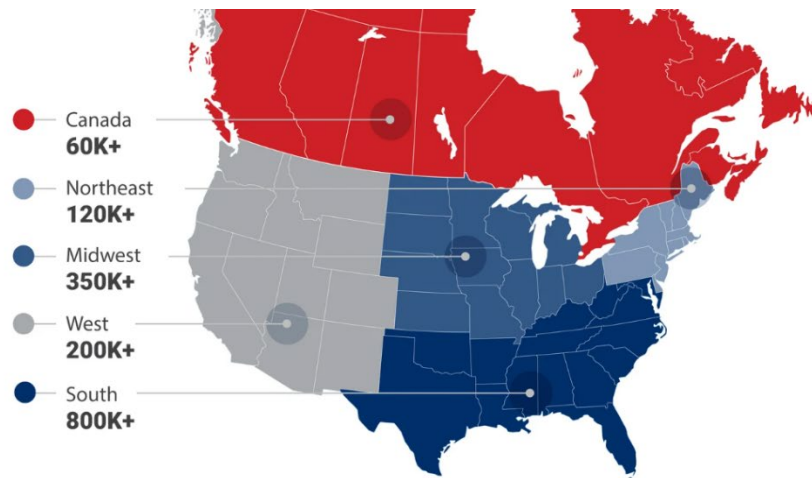 Canada
60K+
Northeast
120K+
Midwest
350K+
West
200K+
South
800K+